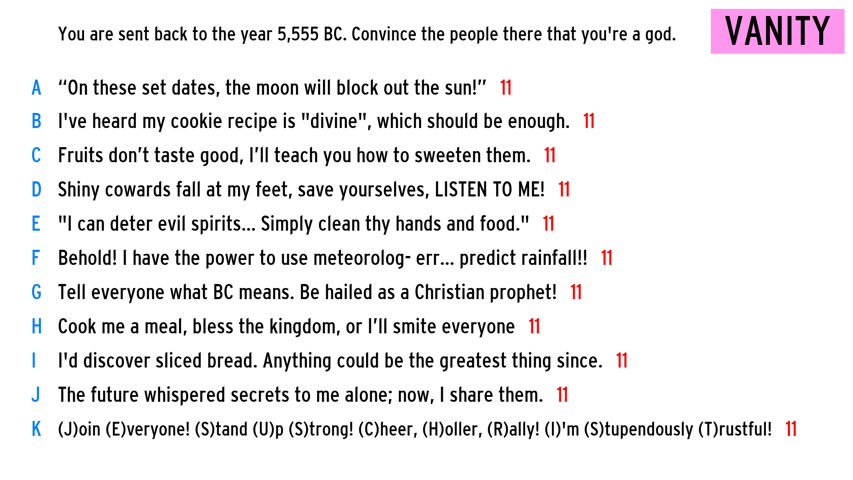 You are sent back to the year 5,555 BC. Convince the people there that you're a god.
VANITY
A “On these set dates, the moon will block out the sun!” 11
B I've heard my cookie recipe is "divine", which should be enough. 11
C Fruits don’t taste good, I’ll teach you how to sweeten them. 11
D Shiny cowards fall at my feet, save yourselves, LISTEN TO ME! 11
E "I can deter evil spirits... Simply clean thy hands and food." 11
F Behold! I have the power to use meteorolog- err... predict rainfall!! 11
G Tell everyone what BC means. Be hailed as a Christian prophet! 11
H Cook me a meal, bless the kingdom, or I’ll smite everyone 11
I I'd discover sliced bread. Anything could be the greatest thing since. 11
J The future whispered secrets to me alone; now, I share them. 11
K (J)oin (E)veryone! (S)tand (U)p (S)trong! (C)heer, (H)oller, (R)ally! (I)'m (S)tupendously (T)rustful! 11